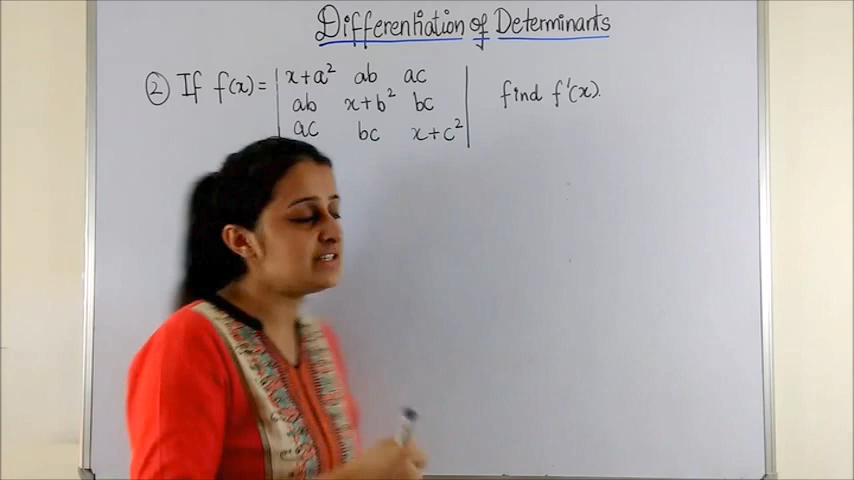 Differentiation of Determinants
② If f(x) = | x+a² ab ac | find f'(x).
| ab x+b² bc |
| ac bc x+c² |